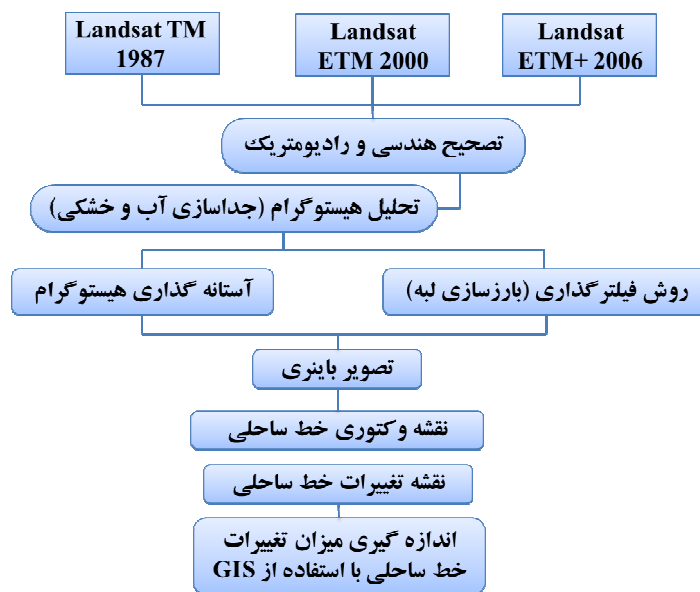 Landsat TM
1987
Landsat
ETM 2000
Landsat
ETM+ 2006
تصحیح هندسی و رادیومتریک
تحلیل هیستوگرام (جداسازی آب و خشکی)
روش فیلترگذاری (بارزسازی لبه)
آستانه گذاری هیستوگرام
تصویر باینری
نقشه وکتوری خط ساحلی
نقشه تغییرات خط ساحلی
اندازه گیری میزان تغییرات
خط ساحلی با استفاده از GIS